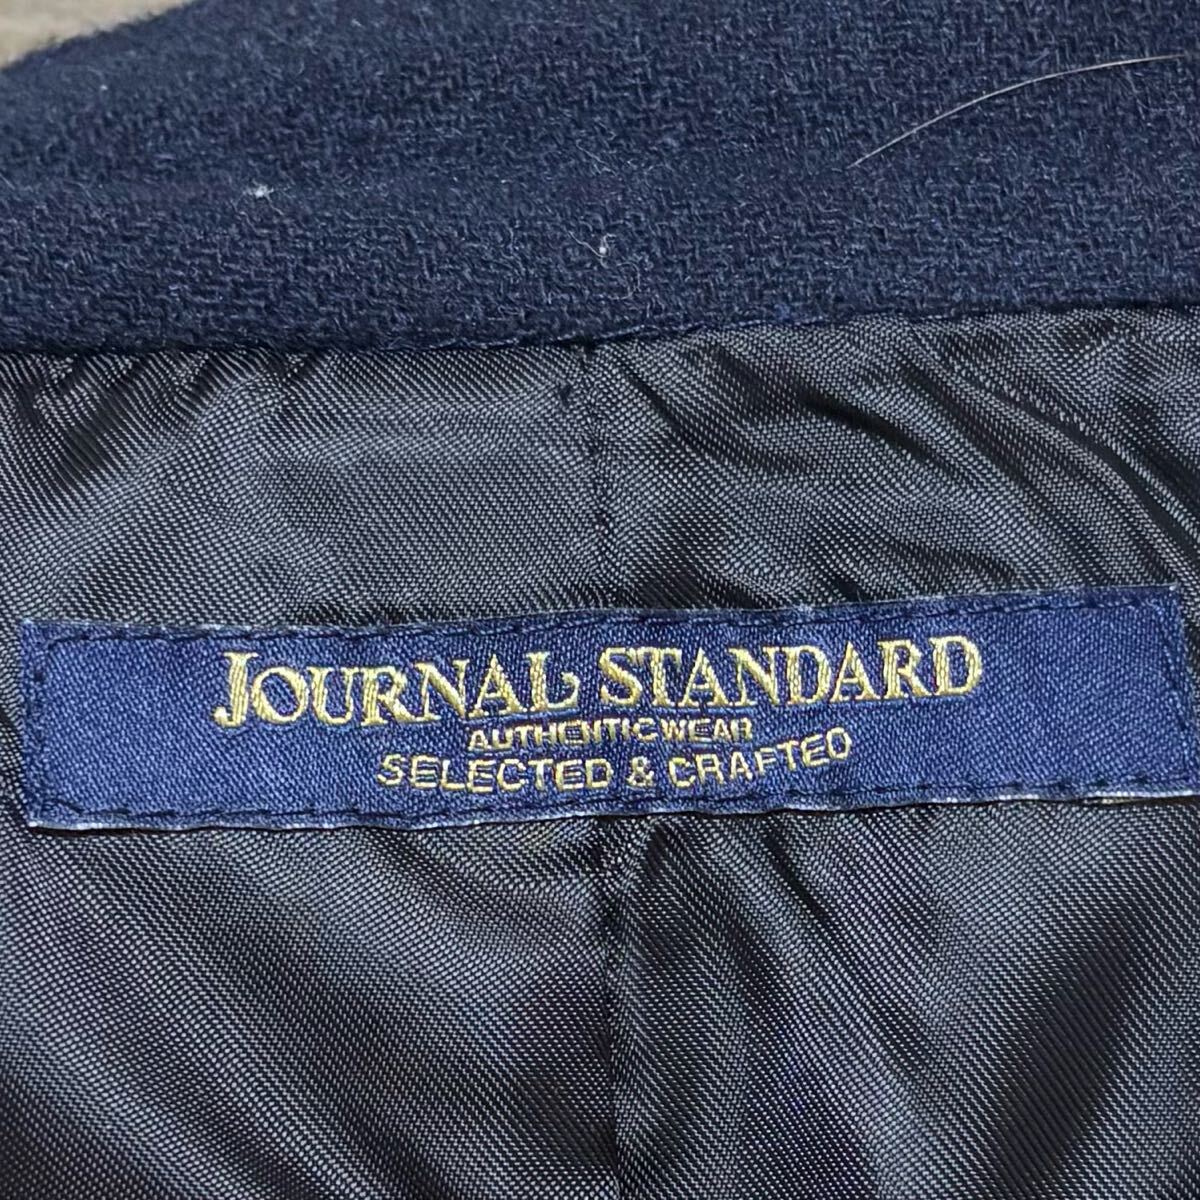 JOURNAL STANDARD
AUTHENTIC WEAR
SELECTED & CRAFTED